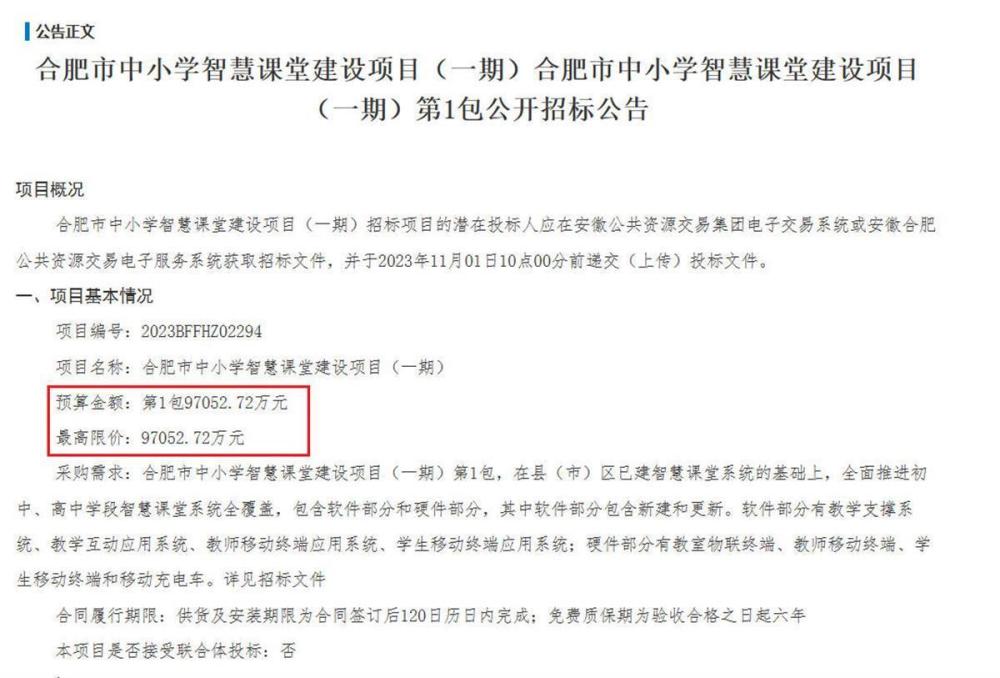 公告正文
合肥市中小学智慧课堂建设项目（一期）合肥市中小学智慧课堂建设项目
（一期）第1包公开招标公告
项目概况
合肥市中小学智慧课堂建设项目（一期）招标项目的潜在投标人应在安徽公共资源交易集团电子交易系统或安徽合肥
公共资源交易电子服务系统获取招标文件，并于2023年11月01日10点00分前递交（上传）投标文件。
一、项目基本情况
项目编号：2023BFFHZ02294
项目名称：合肥市中小学智慧课堂建设项目（一期）
预算金额：第1包97052.72万元
最高限价：97052.72万元
采购需求：合肥市中小学智慧课堂建设项目（一期）第1包，在县（市）区已建智慧课堂系统的基础上，全面推进初
中、高中学段智慧课堂系统全覆盖，包含软件部分和硬件部分，其中软件部分包含新建和更新。软件部分有教学支撑系
统、教学互动应用系统、教师移动终端应用系统、学生移动终端应用系统；硬件部分有教室物联终端、教师移动终端、学
生移动终端和移动充电车。详见招标文件
合同履行期限：供货及安装期限为合同签订后120日历日内完成；免费质保期为验收合格之日起六年
本项目是否接受联合体投标：否